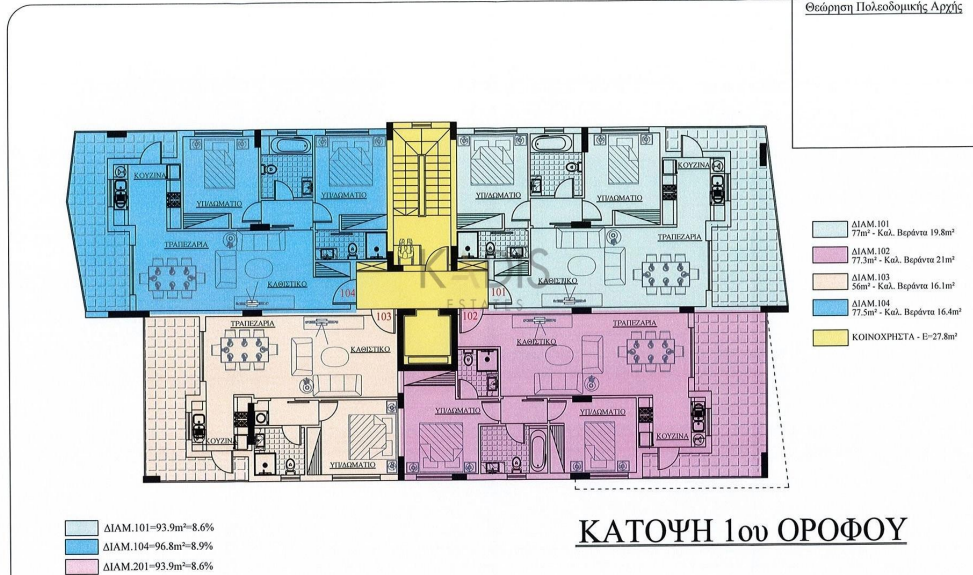 Θεώρηση Πολεοδομικής Αρχής
ΚΟΥΖΙΝΑ
ΥΠ/ΔΩΜΑΤΙΟ
ΥΠ/ΔΩΜΑΤΙΟ
ΥΠ/ΔΩΜΑΤΙΟ
ΥΠ/ΔΩΜΑΤΙΟ
ΚΟΥΖΙΝΑ
ΤΡΑΠΕΖΑΡΙΑ
ΚΑΘΙΣΤΙΚΟ
ΚΑΘΙΣΤΙΚΟ
ΤΡΑΠΕΖΑΡΙΑ
104
101
KADIS
ESTATES
103
102
ΤΡΑΠΕΖΑΡΙΑ
ΚΑΘΙΣΤΙΚΟ
ΚΑΘΙΣΤΙΚΟ
ΤΡΑΠΕΖΑΡΙΑ
ΚΟΥΖΙΝΑ
ΥΠ/ΔΩΜΑΤΙΟ
ΥΠ/ΔΩΜΑΤΙΟ
ΥΠ/ΔΩΜΑΤΙΟ
ΚΟΥΖΙΝΑ
ΔΙΑΜ.101
77m² - Καλ. Βεράντα 19.8m²
ΔΙΑΜ.102
77.3m² - Καλ. Βεράντα 21m²
ΔΙΑΜ.103
56m² - Καλ. Βεράντα 16.1m²
ΔΙΑΜ.104
77.5m² - Καλ. Βεράντα 16.4m²
ΚΟΙΝΟΧΡΗΣΤΑ - Ε=27.8m²
ΚΑΤΟΨΗ 1ου ΟΡΟΦΟΥ
ΔΙΑΜ.101=93.9m²=8.6%
ΔΙΑΜ.104=96.8m²=8.9%
ΔΙΑΜ.201=93.9m²=8.6%